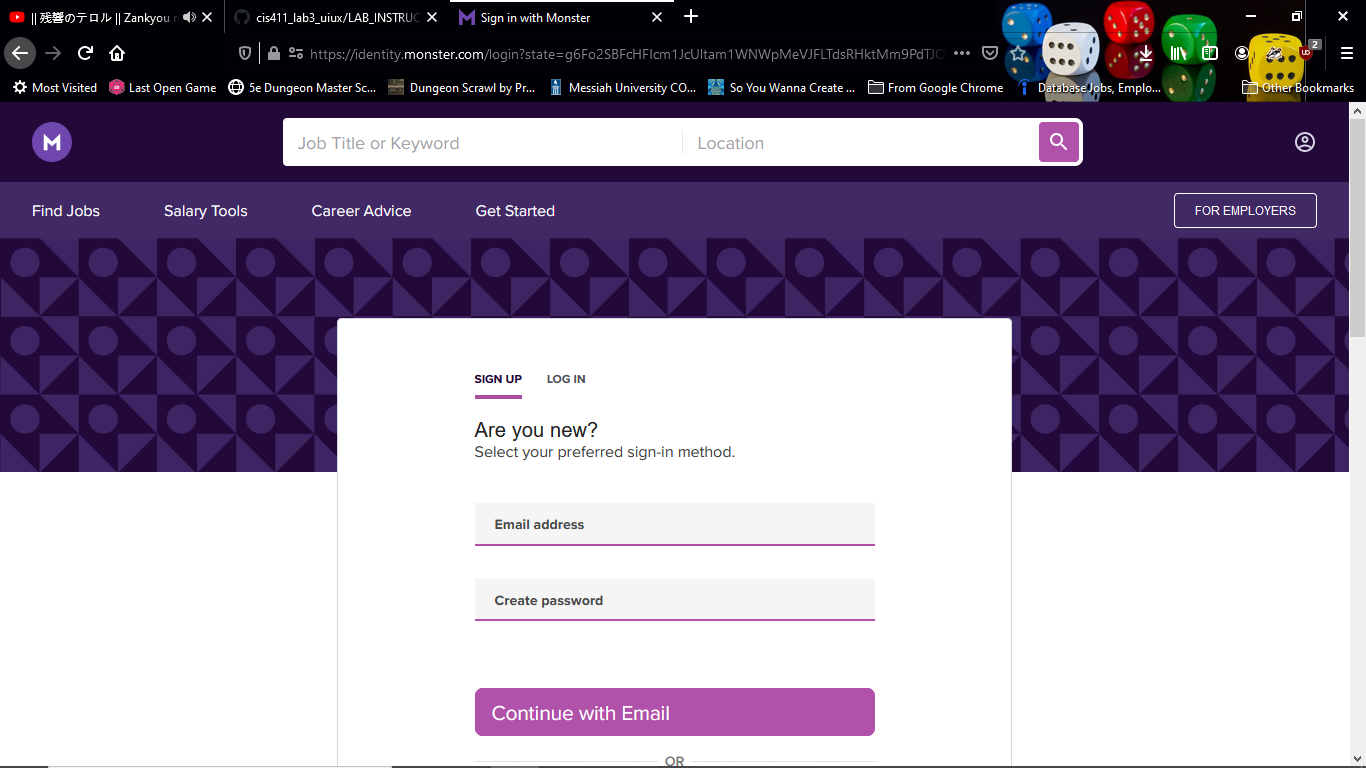 || 残響のテロル || Zankyou n
cis411_lab3_uiux/LAB_INSTRUC
Sign in with Monster
https://identity.monster.com/login?state=
2
Most Visited
Last Open Game
5e Dungeon Master Sc...
Dungeon Scrawl by Pr...
Messiah University CO...
So You Wanna Create ...
From Google Chrome
Database Jobs, Emplo...
Other Bookmarks
M
Job Title or Keyword
Location
Find Jobs
Salary Tools
Career Advice
Get Started
FOR EMPLOYERS
SIGN UP
LOG IN
Are you new?
Select your preferred sign-in method.
Email address
Create password
Continue with Email
OR